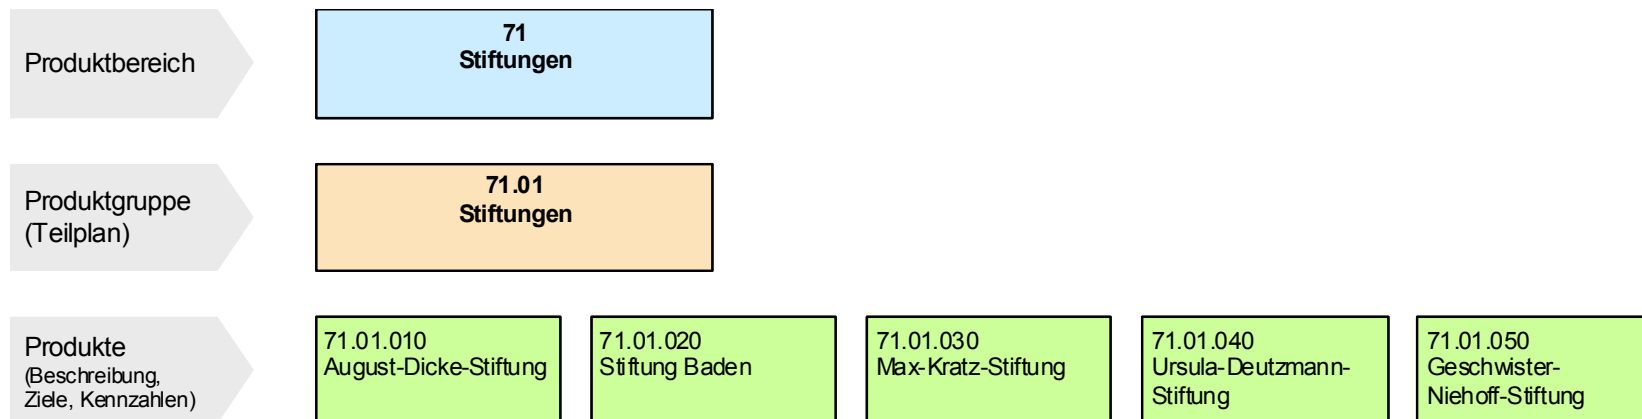 Produktbereich
71
Stiftungen
Produktgruppe
(Teilplan)
71.01
Stiftungen
Produkte
(Beschreibung,
Ziele, Kennzahlen)
71.01.010
August-Dicke-Stiftung
71.01.020
Stiftung Baden
71.01.030
Max-Kratz-Stiftung
71.01.040
Ursula-Deutzmann-
Stiftung
71.01.050
Geschwister-
Niehoff-Stiftung